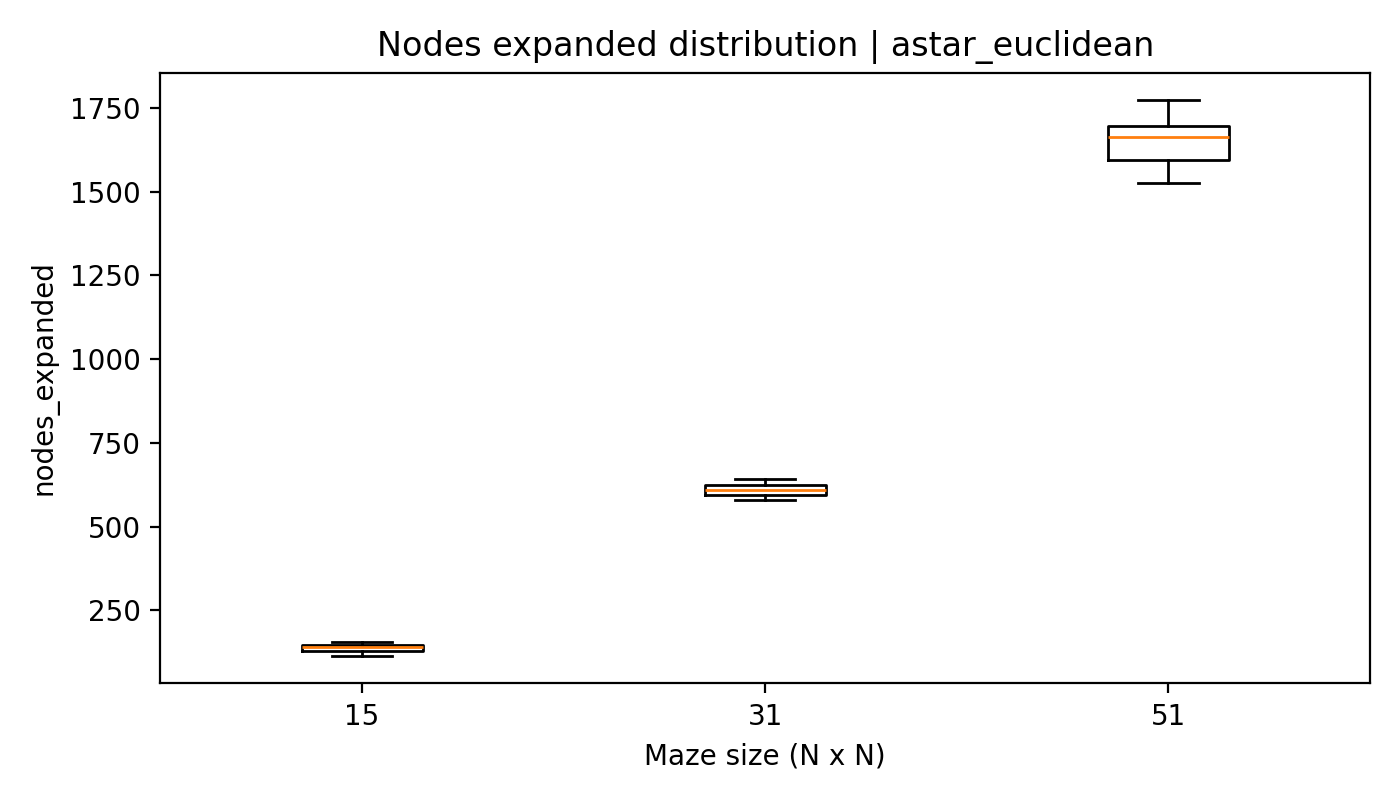 Nodes expanded distribution | astar_euclidean
nodes_expanded
1750
1500
1250
1000
750
500
250
15 31 51
Maze size (N x N)